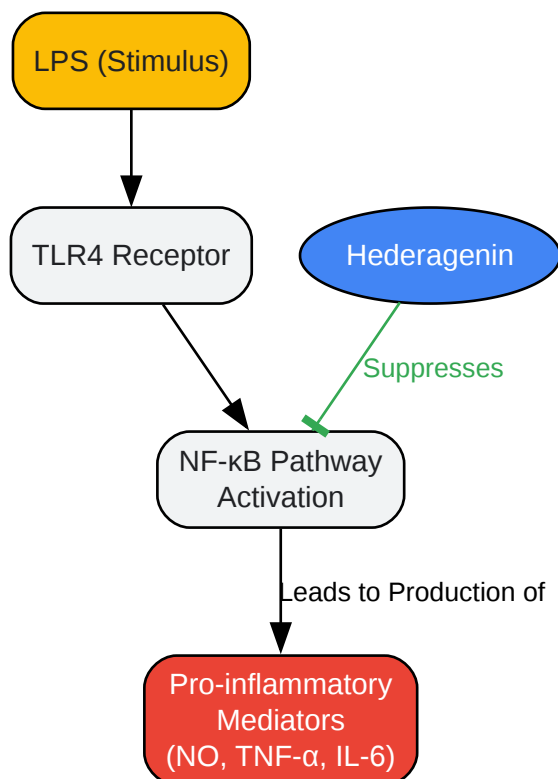 LPS (Stimulus)
TLR4 Receptor
Hederagenin
Suppresses
NF-κB Pathway
Activation
Leads to Production of
Pro-inflammatory
Mediators
(NO, TNF-α, IL-6)